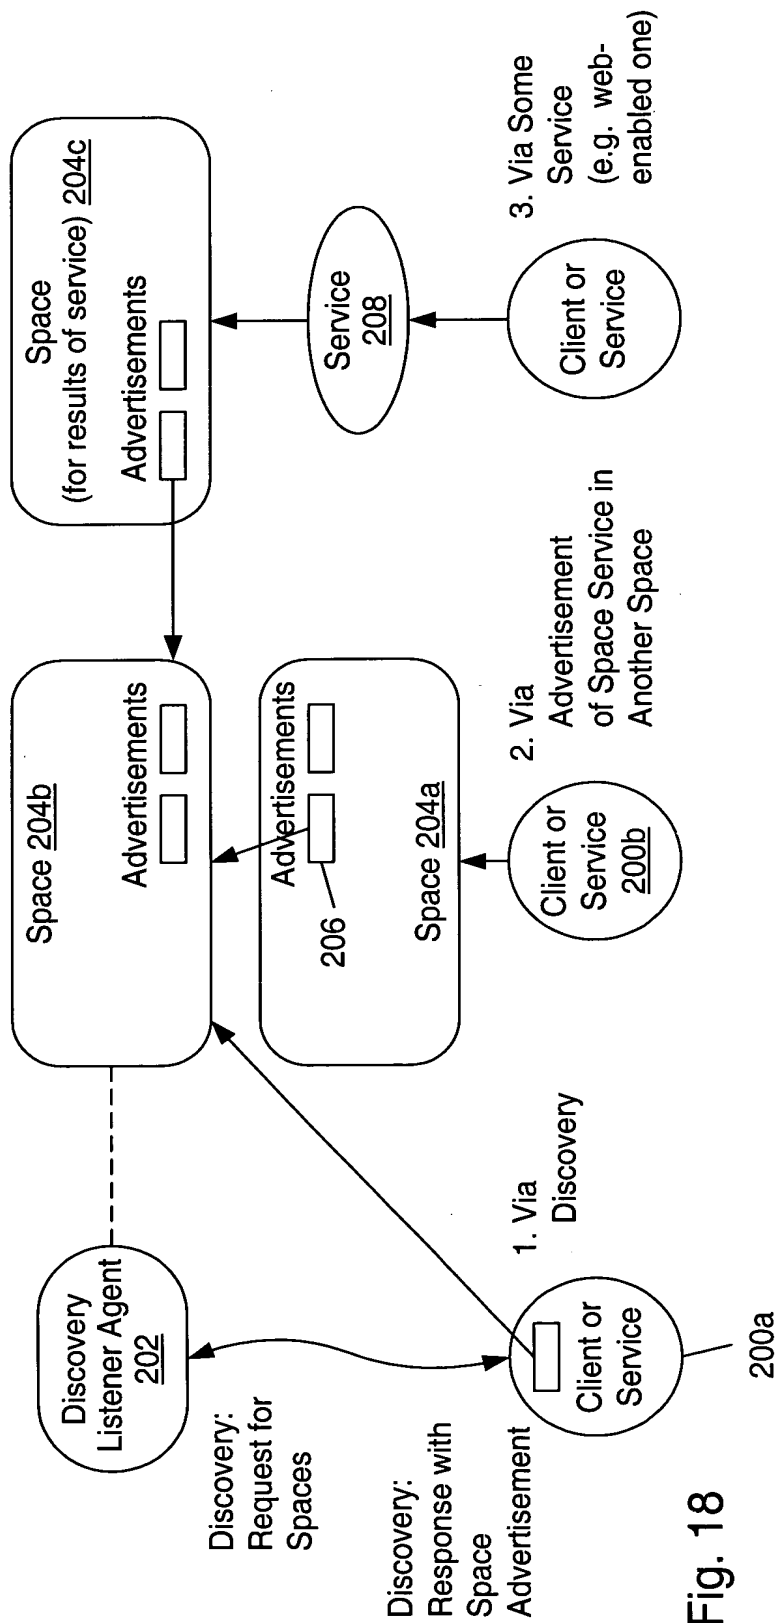 Discovery
Listener Agent
202
Discovery:
Request for
Spaces
Discovery:
Response with
Space
Advertisement
1. Via
Discovery
Client or
Service
200a
Space 204b
Advertisements
Advertisements
206
Space 204a
Client or
Service
200b
2. Via
Advertisement
of Space Service in
Another Space
Space
(for results of service) 204c
Advertisements
Service
208
Client or
Service
3. Via Some
Service
(e.g. web-
enabled one)
Fig. 18